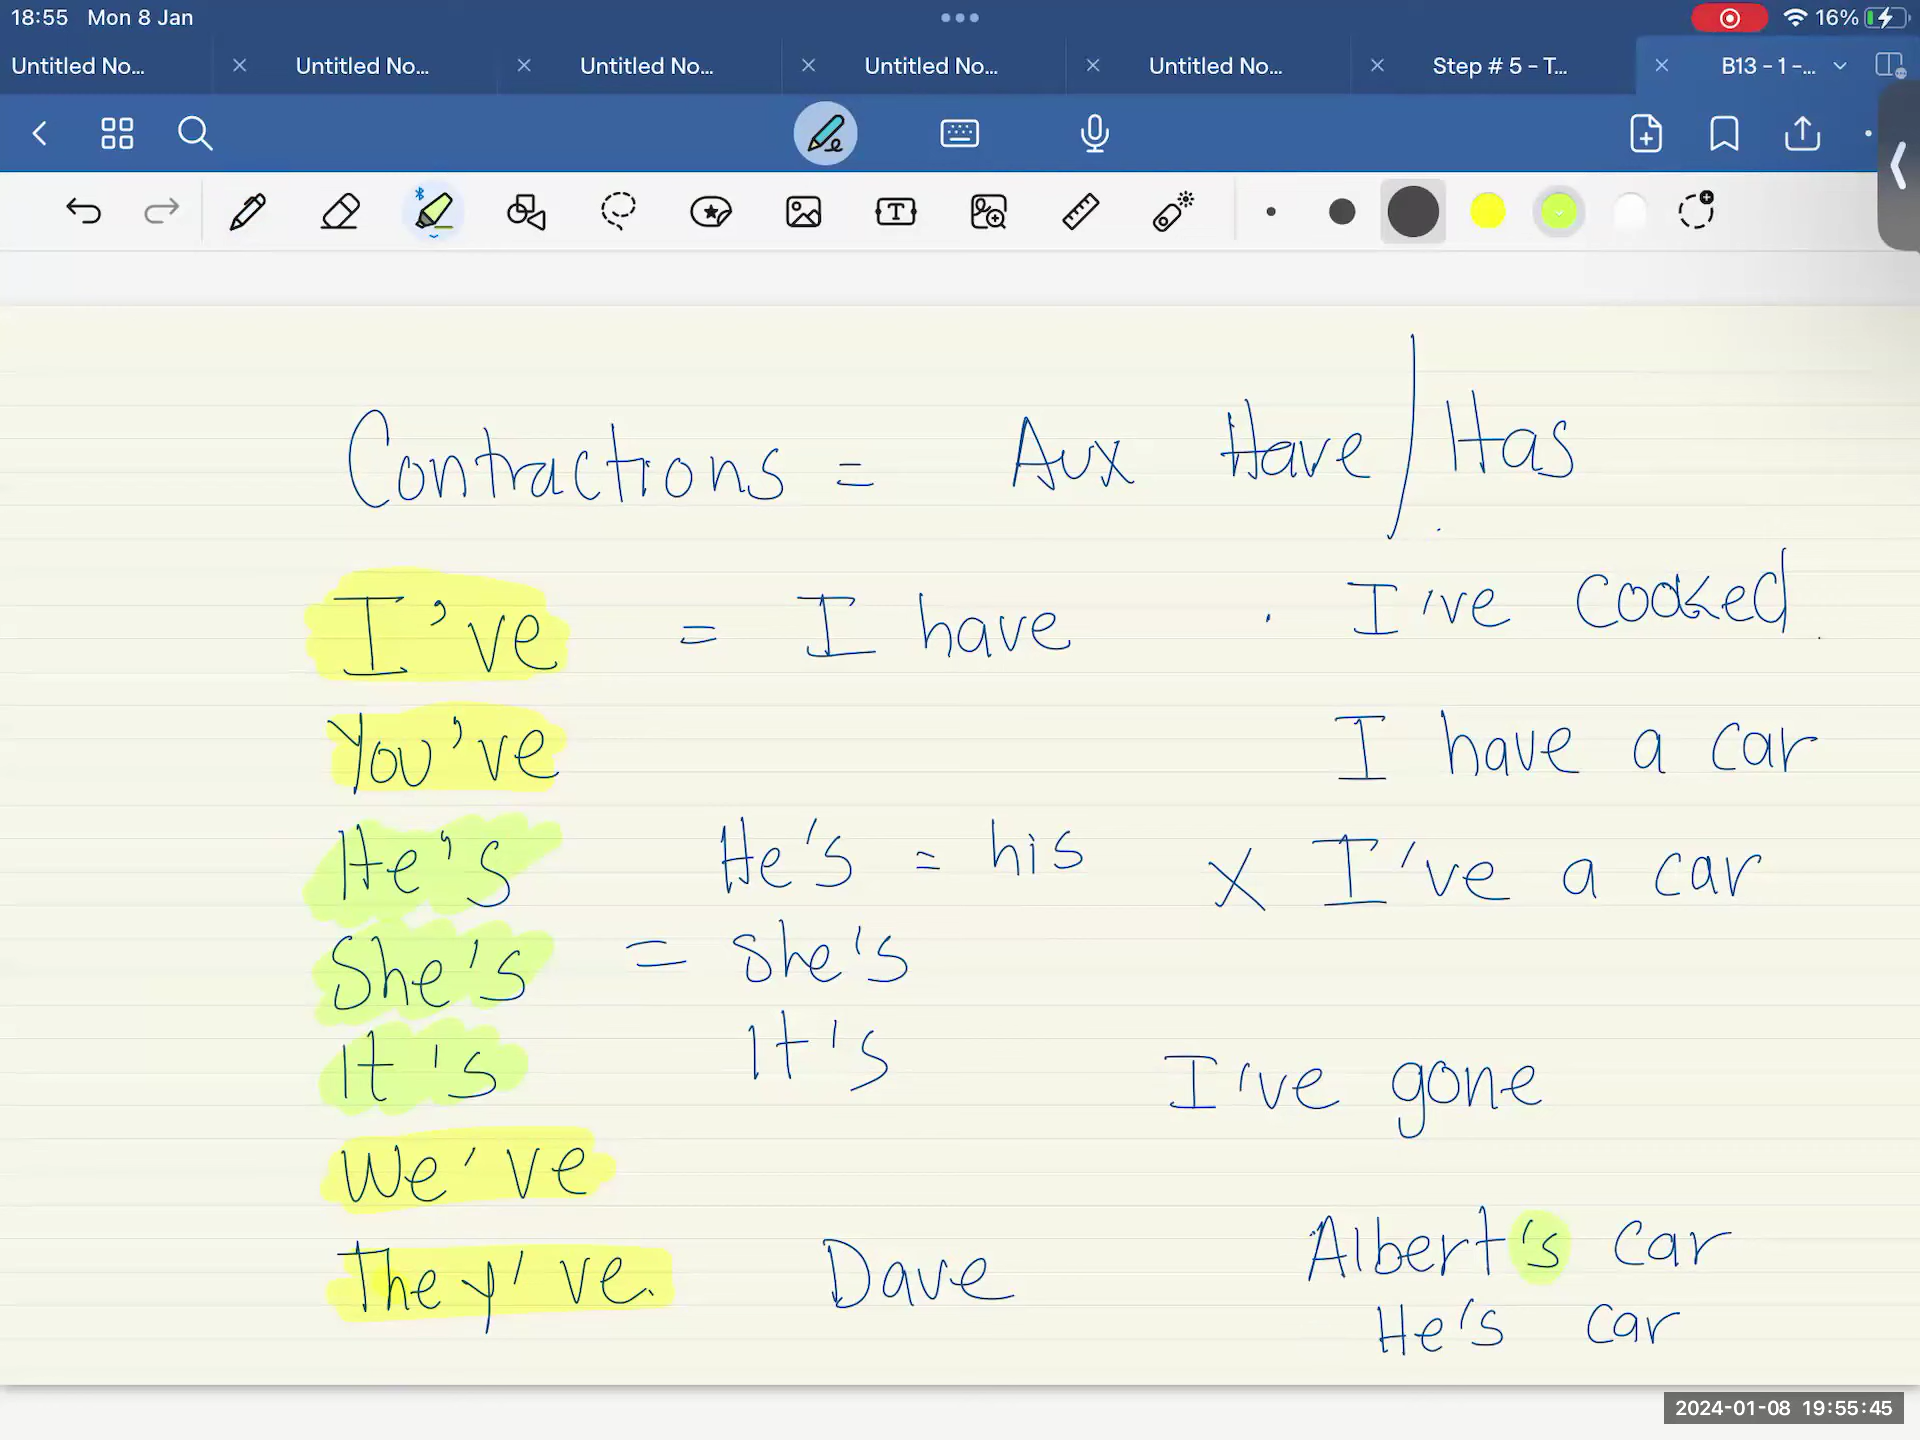 18:55 Mon 8 Jan
16%
Untitled No... Untitled No... Untitled No... Untitled No... Untitled No... Step # 5 - T... B13 - 1 -...
Contractions = Aux Have / Has
I've = I have . I've cooked.
You've I have a car
He's He's = his x I've a car
She's = she's
It's It's I've gone
We've
They've. Dave Albert's car
He's car
2024-01-08 19:55:45